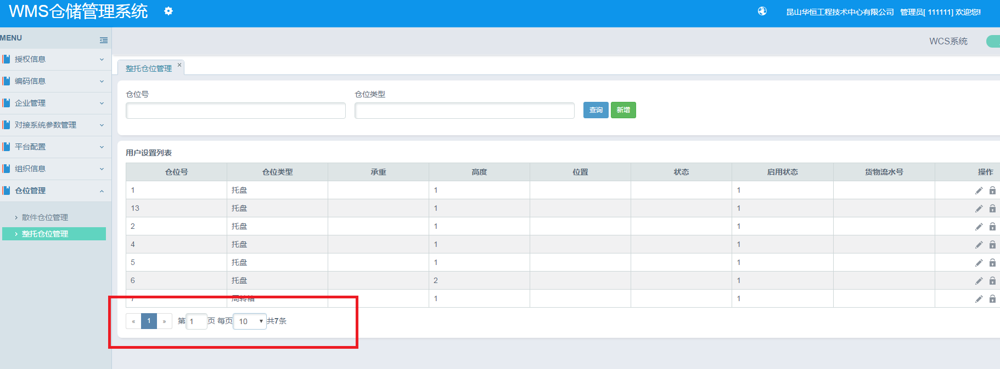 WMS仓储管理系统
昆山华恒工程技术中心有限公司 管理员[ 111111] 欢迎您!
MENU
WCS系统
授权信息
编码信息
企业管理
对接系统参数管理
平台配置
组织信息
仓位管理
散件仓位管理
整托仓位管理
整托仓位管理 ×
仓位号 仓位类型
查询 新增
用户设置列表
仓位号 仓位类型 承重 高度 位置 状态 启用状态 货物流水号 操作
1 托盘 1 1
13 托盘 1 1
2 托盘 1 1
4 托盘 1 1
5 托盘 1 1
6 托盘 2 1
7 周转箱 1 1
« 1 » 第 1 页 每页 10 共7条